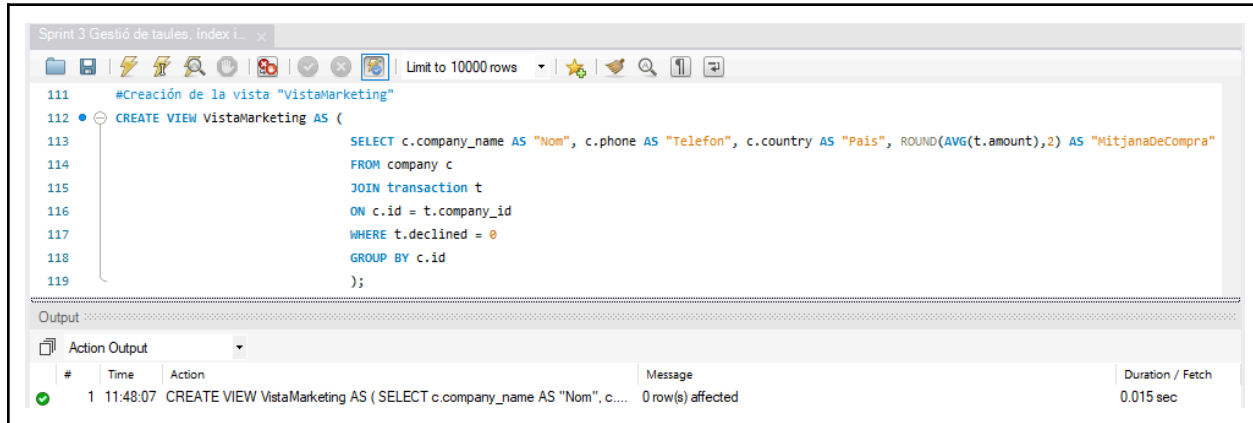 Sprint 3 Gestió de taules, índex i...
Limit to 10000 rows
111 #Creación de la vista "VistaMarketing"
112 CREATE VIEW VistaMarketing AS (
113 SELECT c.company_name AS "Nom", c.phone AS "Telefon", c.country AS "Pais", ROUND(AVG(t.amount),2) AS "MitjanaDeCompra"
114 FROM company c
115 JOIN transaction t
116 ON c.id = t.company_id
117 WHERE t.declined = 0
118 GROUP BY c.id
119 );
Output
Action Output
# Time Action Message Duration / Fetch
1 11:48:07 CREATE VIEW VistaMarketing AS ( SELECT c.company_name AS "Nom", c.... 0 row(s) affected 0.015 sec